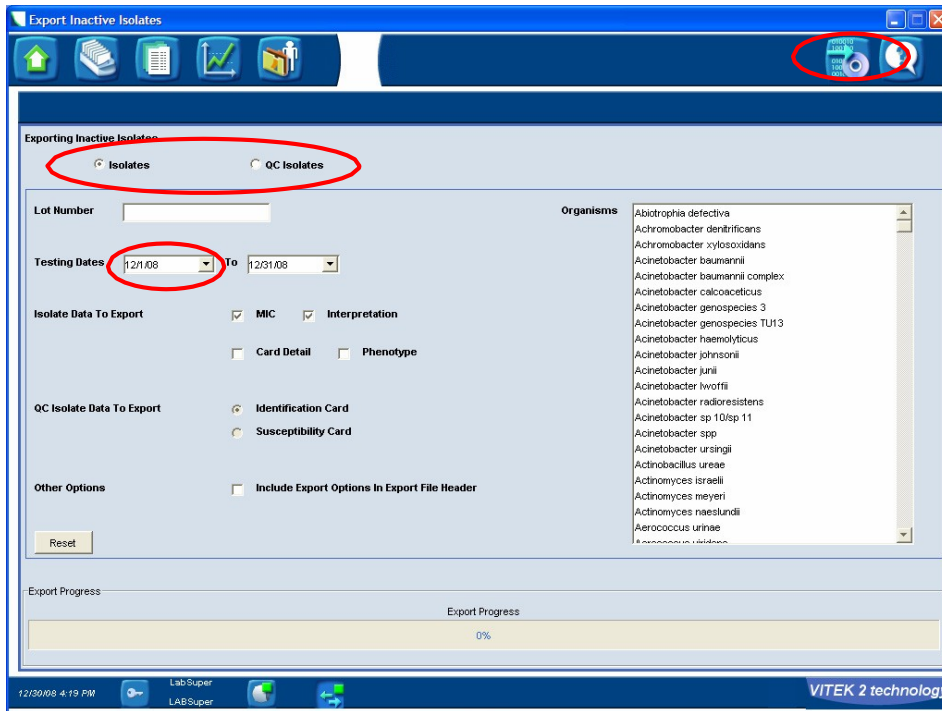 Export Inactive Isolates
Exporting Inactive Isolates
Isolates QC Isolates
Lot Number
Testing Dates 12/1/08 To 12/31/08
Isolate Data To Export MIC Interpretation
Card Detail Phenotype
QC Isolate Data To Export Identification Card
Susceptibility Card
Other Options Include Export Options In Export File Header
Reset
Organisms
Abiotrophia defectiva
Achromobacter denitrificans
Achromobacter xylosoxidans
Acinetobacter baumannii
Acinetobacter baumannii complex
Acinetobacter calcoaceticus
Acinetobacter genospecies 3
Acinetobacter genospecies TU13
Acinetobacter haemolyticus
Acinetobacter johnsonii
Acinetobacter junii
Acinetobacter lwoffii
Acinetobacter radioresistens
Acinetobacter sp 10/sp 11
Acinetobacter spp
Acinetobacter ursingii
Actinobacillus ureae
Actinomyces israelii
Actinomyces meyeri
Actinomyces naeslundii
Aerococcus urinae
Export Progress
Export Progress
0%
12/30/08 4:19 PM
LabSuper
LABSuper
VITEK 2 technology